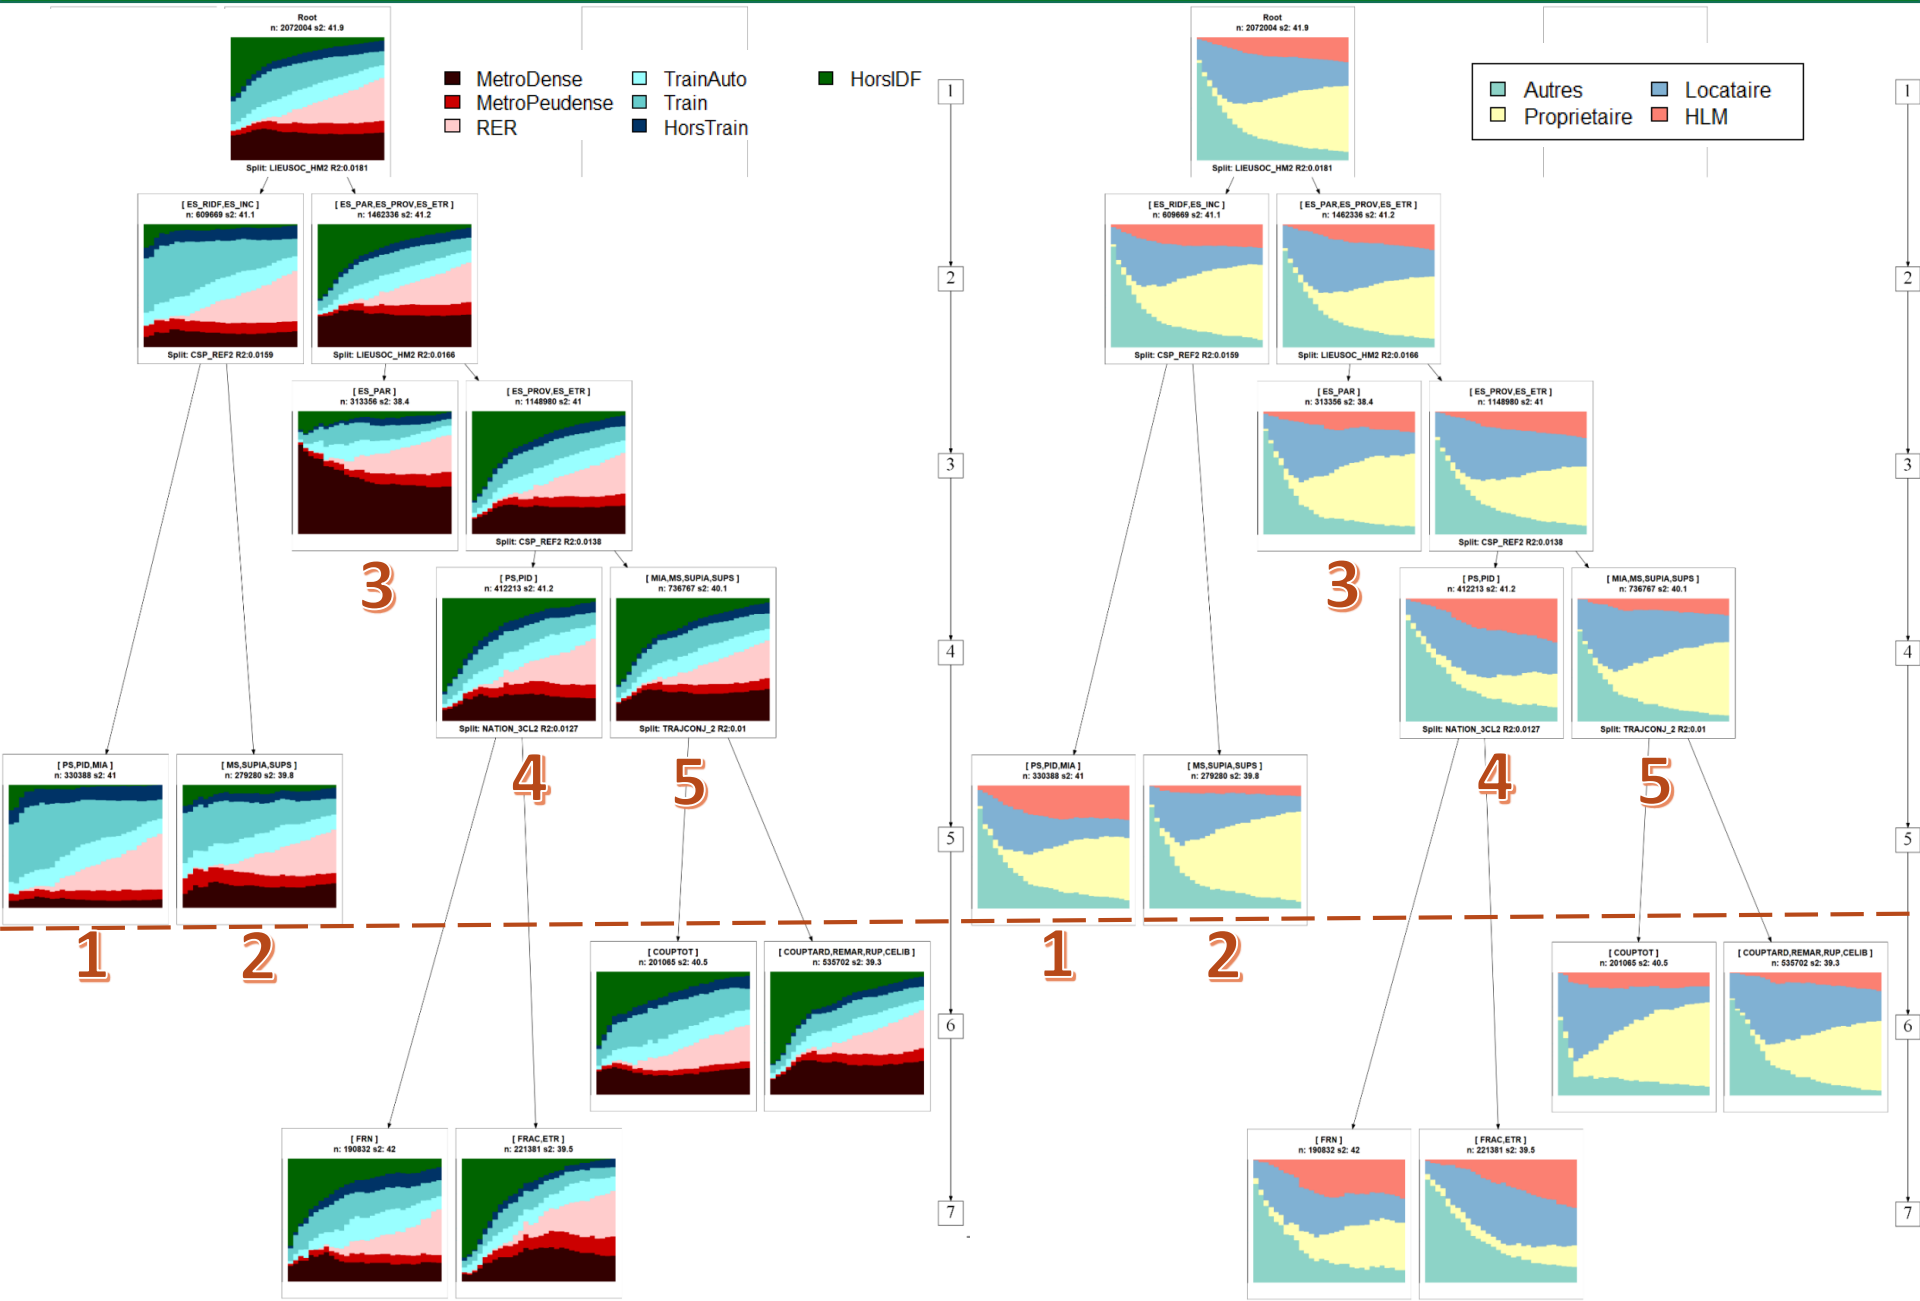 Root
n: 2072004 s2: 41.9
Split: LIEUSOC_HM2 R2:0.0181
MetroDense
MetroPeudense
RER
TrainAuto
Train
HorsTrain
HorsIDF
1
[ ES_RIDF,ES_INC ]
n: 609669 s2: 41.1
Split: CSP_REF2 R2:0.0159
[ ES_PAR,ES_PROV,ES_ETR ]
n: 1462336 s2: 41.2
Split: LIEUSOC_HM2 R2:0.0166
2
[ ES_PAR ]
n: 313356 s2: 38.4
3
[ ES_PROV,ES_ETR ]
n: 1148980 s2: 41
Split: CSP_REF2 R2:0.0138
3
[ PS,PID ]
n: 412213 s2: 41.2
Split: NATION_3CL2 R2:0.0127
4
[ MIA,MS,SUPIA,SUPS ]
n: 736767 s2: 40.1
Split: TRAJCONJ_2 R2:0.01
5
4
[ PS,PID,MIA ]
n: 330388 s2: 41
1
[ MS,SUPIA,SUPS ]
n: 279280 s2: 39.8
2
5
[ COUPTOT ]
n: 201065 s2: 40.5
[ COUPTARD,REMAR,RUP,CELIB ]
n: 535702 s2: 39.3
6
[ FRN ]
n: 190832 s2: 42
[ FRAC,ETR ]
n: 221381 s2: 39.5
7
Root
n: 2072004 s2: 41.9
Split: LIEUSOC_HM2 R2:0.0181
Autres
Proprietaire
Locataire
HLM
1
[ ES_RIDF,ES_INC ]
n: 609669 s2: 41.1
Split: CSP_REF2 R2:0.0159
[ ES_PAR,ES_PROV,ES_ETR ]
n: 1462336 s2: 41.2
Split: LIEUSOC_HM2 R2:0.0166
2
[ ES_PAR ]
n: 313356 s2: 38.4
3
[ ES_PROV,ES_ETR ]
n: 1148980 s2: 41
Split: CSP_REF2 R2:0.0138
3
[ PS,PID ]
n: 412213 s2: 41.2
Split: NATION_3CL2 R2:0.0127
4
[ MIA,MS,SUPIA,SUPS ]
n: 736767 s2: 40.1
Split: TRAJCONJ_2 R2:0.01
5
4
[ PS,PID,MIA ]
n: 330388 s2: 41
1
[ MS,SUPIA,SUPS ]
n: 279280 s2: 39.8
2
5
[ COUPTOT ]
n: 201065 s2: 40.5
[ COUPTARD,REMAR,RUP,CELIB ]
n: 535702 s2: 39.3
6
[ FRN ]
n: 190832 s2: 42
[ FRAC,ETR ]
n: 221381 s2: 39.5
7